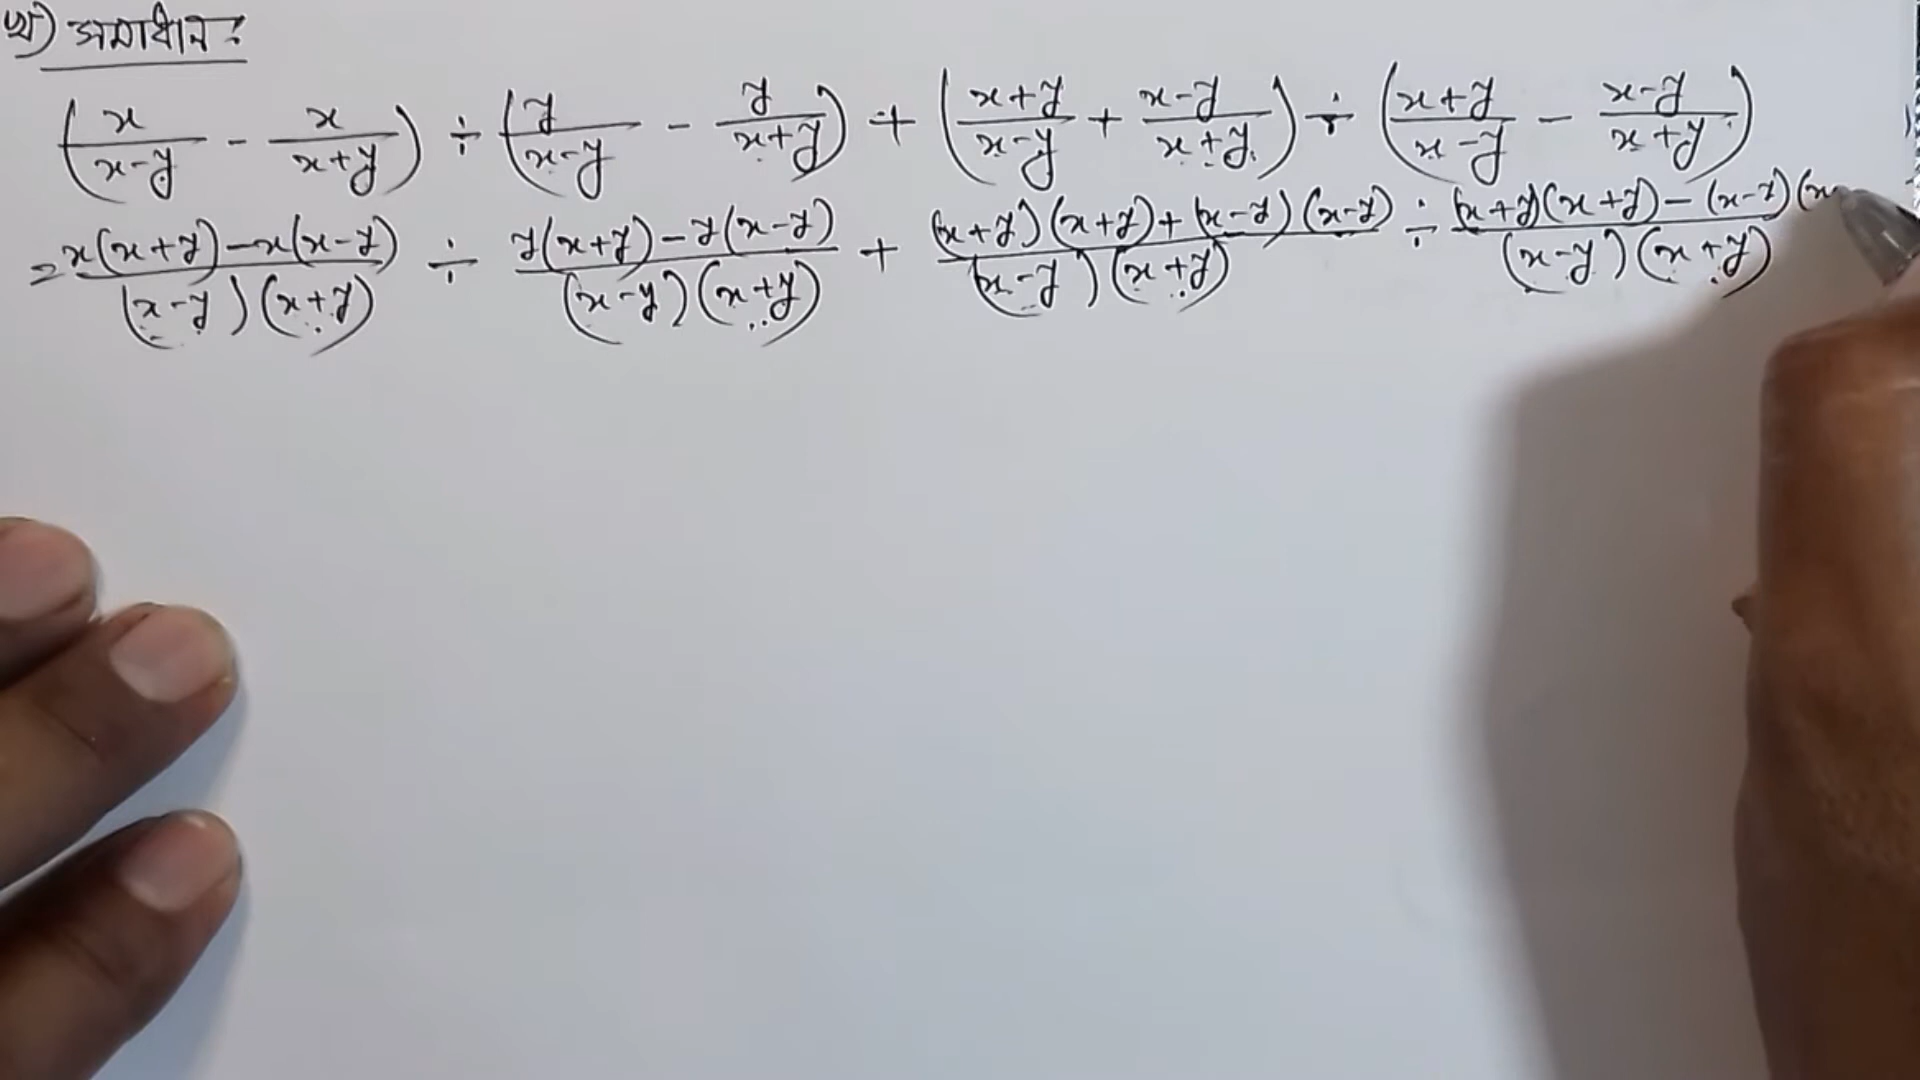 খ) সমাধান:
(x/(x-y) - x/(x+y)) ÷ (y/(x-y) - y/(x+y)) + ((x+y)/(x-y) + (x-y)/(x+y)) ÷ ((x+y)/(x-y) - (x-y)/(x+y))
= (x(x+y)-x(x-y))/((x-y)(x+y)) ÷ (y(x+y)-y(x-y))/((x-y)(x+y)) + ((x+y)(x+y)+(x-y)(x-y))/((x-y)(x+y)) ÷ ((x+y)(x+y)-(x-y)(x/((x-y)(x+y))